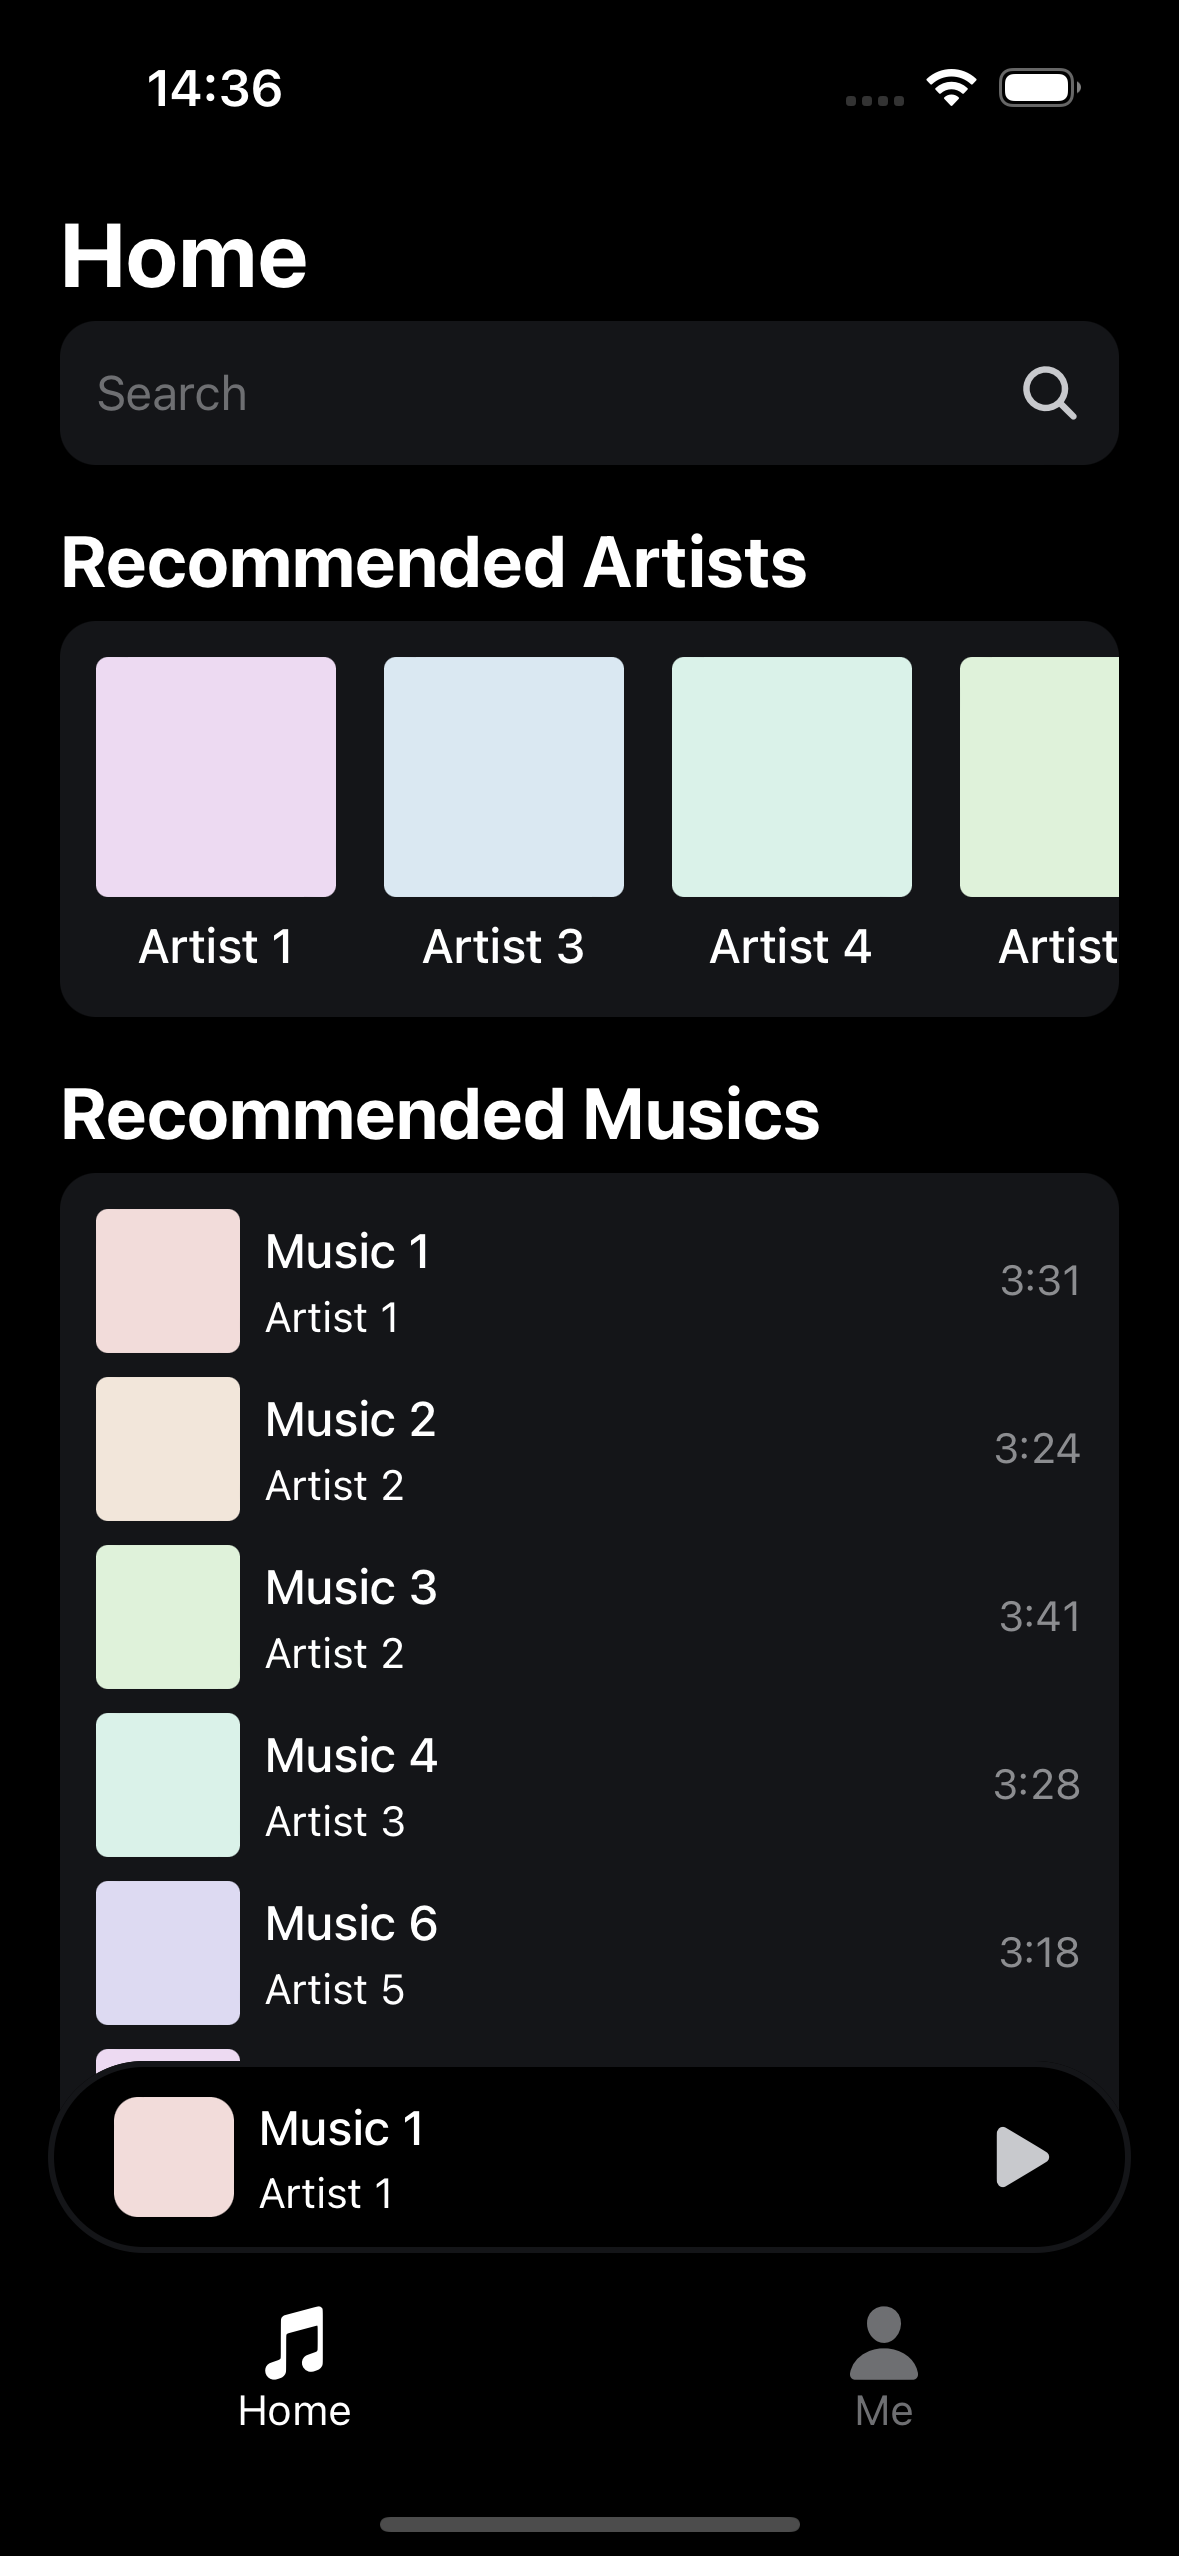 14:36
Home
Search
Recommended Artists
Artist 1
Artist 3
Artist 4
Artist
Recommended Musics
Music 1
Artist 1
3:31
Music 2
Artist 2
3:24
Music 3
Artist 2
3:41
Music 4
Artist 3
3:28
Music 6
Artist 5
3:18
Music 1
Artist 1
Home
Me